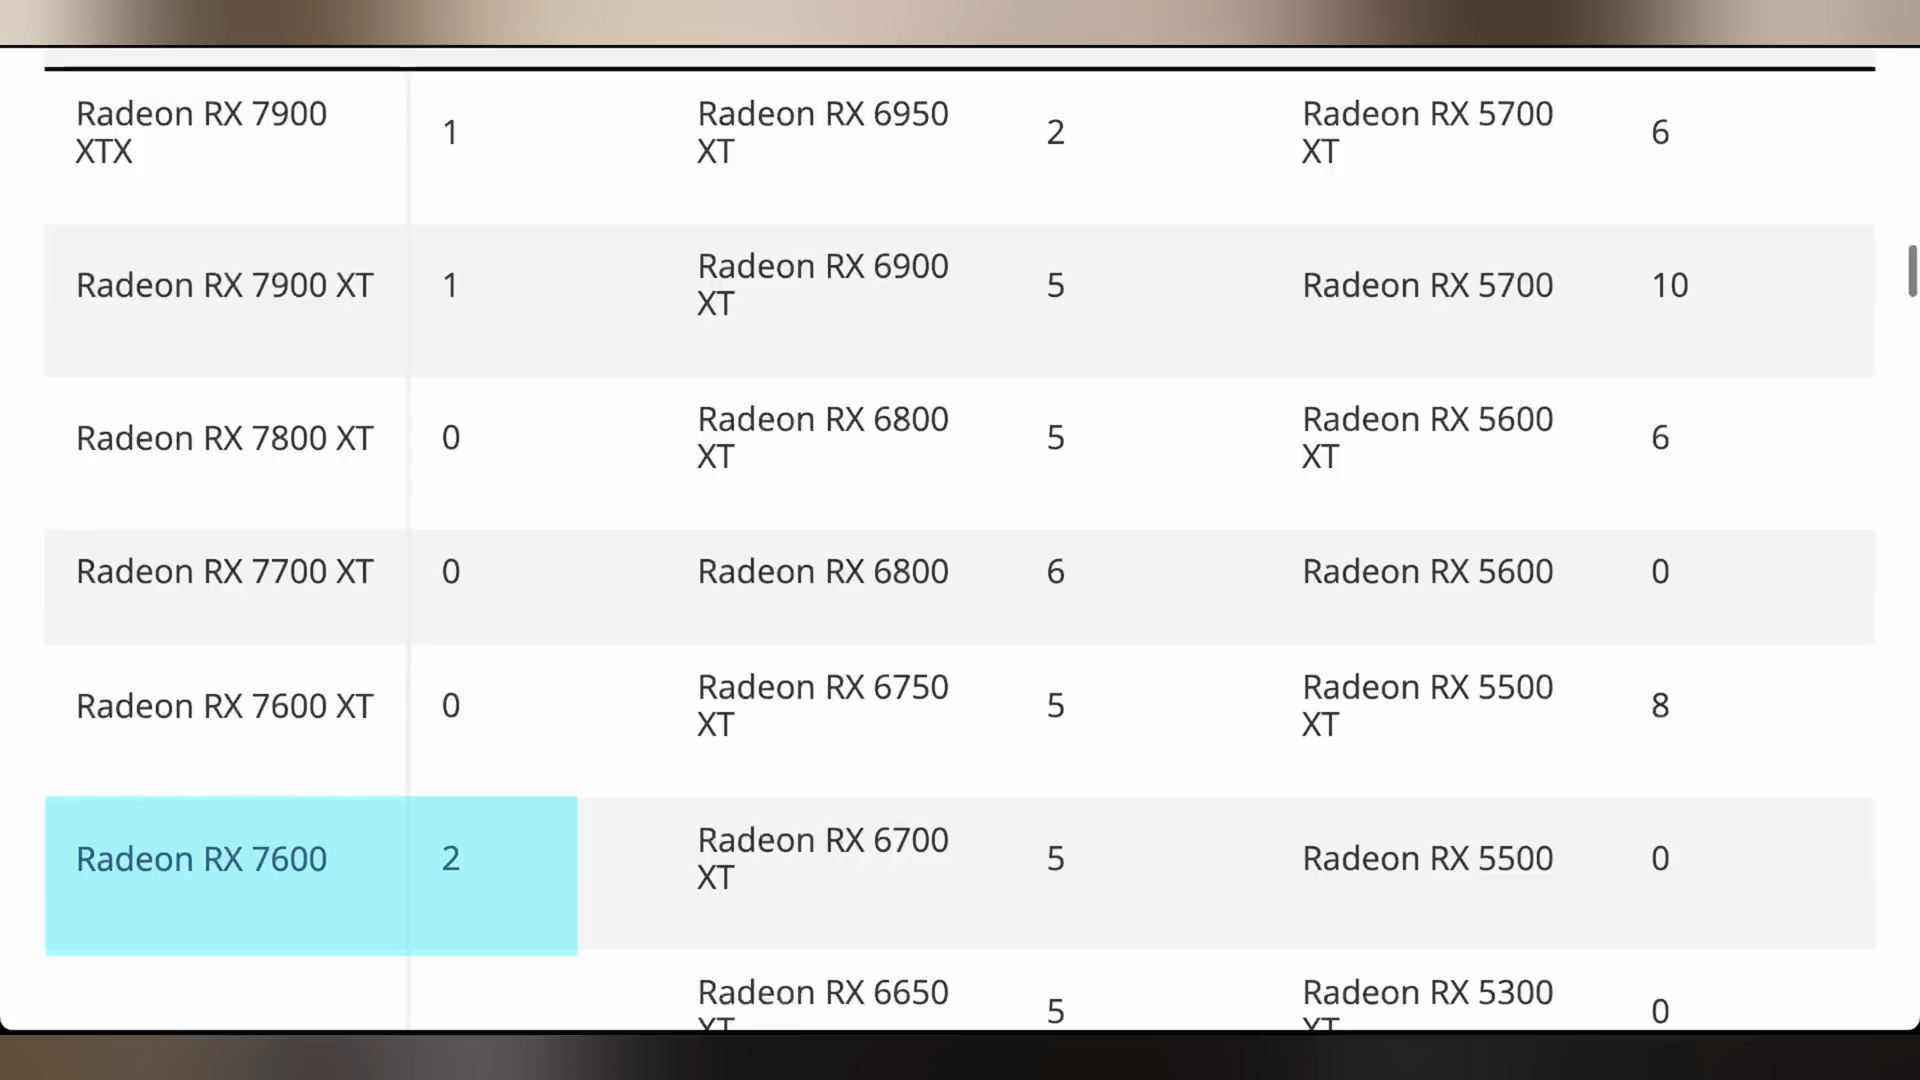 Radeon RX 7900
XTX
1
Radeon RX 6950
XT
2
Radeon RX 5700
XT
6
Radeon RX 7900 XT
1
Radeon RX 6900
XT
5
Radeon RX 5700
10
Radeon RX 7800 XT
0
Radeon RX 6800
XT
5
Radeon RX 5600
XT
6
Radeon RX 7700 XT
0
Radeon RX 6800
6
Radeon RX 5600
0
Radeon RX 7600 XT
0
Radeon RX 6750
XT
5
Radeon RX 5500
XT
8
Radeon RX 7600
2
Radeon RX 6700
XT
5
Radeon RX 5500
0
Radeon RX 6650
XT
5
Radeon RX 5300
XT
0